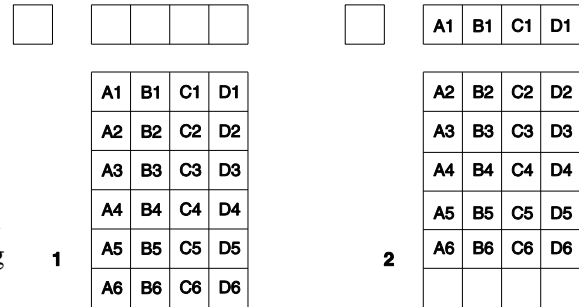 A1 B1 C1 D1
A2 B2 C2 D2
A3 B3 C3 D3
A4 B4 C4 D4
g
1
A5 B5 C5 D5
A6 B6 C6 D6
A1 B1 C1 D1
A2 B2 C2 D2
A3 B3 C3 D3
A4 B4 C4 D4
A5 B5 C5 D5
2
A6 B6 C6 D6